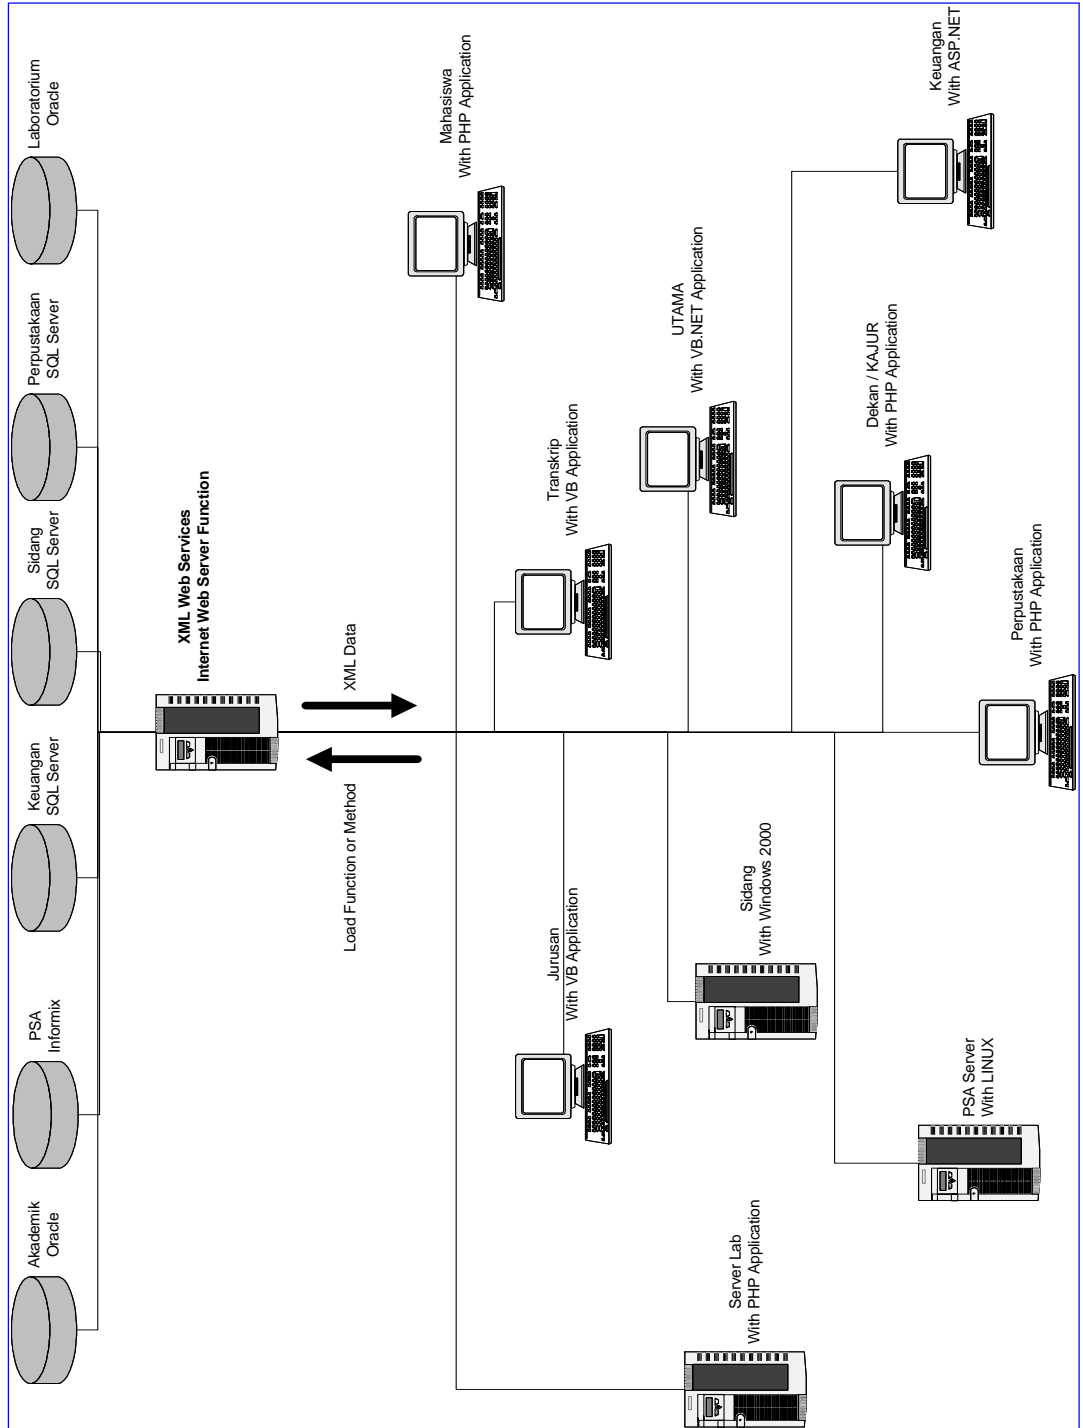 Akademik
Oracle
PSA
Informix
Keuangan
SQL Server
Sidang
SQL Server
Perpustakaan
SQL Server
Laboratorium
Oracle
XML Web Services
Internet Web Server Function
Load Function or Method
XML Data
Mahasiswa
With PHP Application
Jurusan
With VB Application
Transkrip
With VB Application
UTAMA
With VB.NET Application
Server Lab
With PHP Application
Sidang
With Windows 2000
Dekan / KAJUR
With PHP Application
Keuangan
With ASP.NET
PSA Server
With LINUX
Perpustakaan
With PHP Application